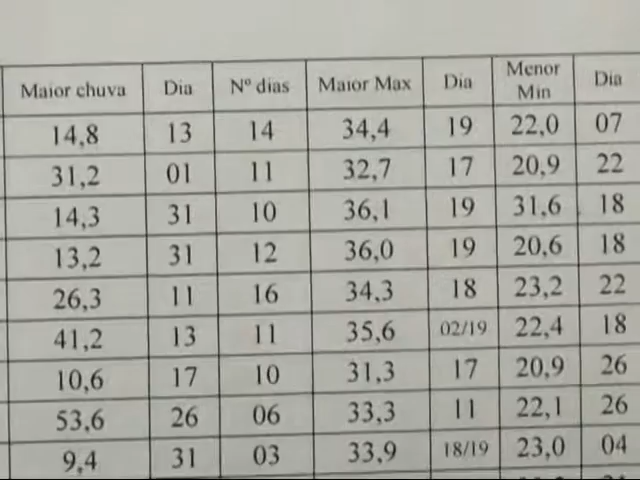 Maior chuva Dia Nº dias Maior Max Dia Menor Min Dia
14,8 13 14 34,4 19 22,0 07
31,2 01 11 32,7 17 20,9 22
14,3 31 10 36,1 19 31,6 18
13,2 31 12 36,0 19 20,6 18
26,3 11 16 34,3 18 23,2 22
41,2 13 11 35,6 02/19 22,4 18
10,6 17 10 31,3 17 20,9 26
53,6 26 06 33,3 11 22,1 26
9,4 31 03 33,9 18/19 23,0 04